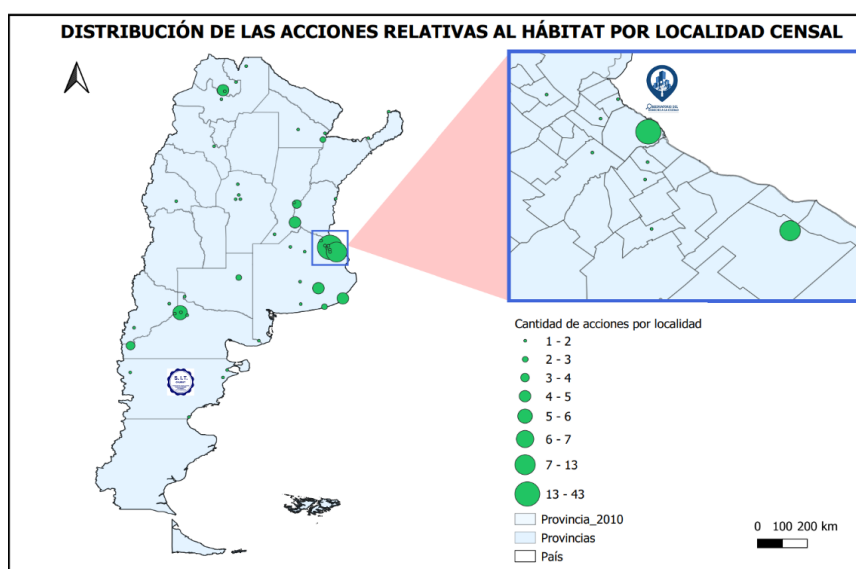 DISTRIBUCIÓN DE LAS ACCIONES RELATIVAS AL HÁBITAT POR LOCALIDAD CENSAL
S.I.T.
Cantidad de acciones por localidad
1 - 2
2 - 3
3 - 4
4 - 5
5 - 6
6 - 7
7 - 13
13 - 43
Provincia_2010
Provincias
País
0 100 200 km